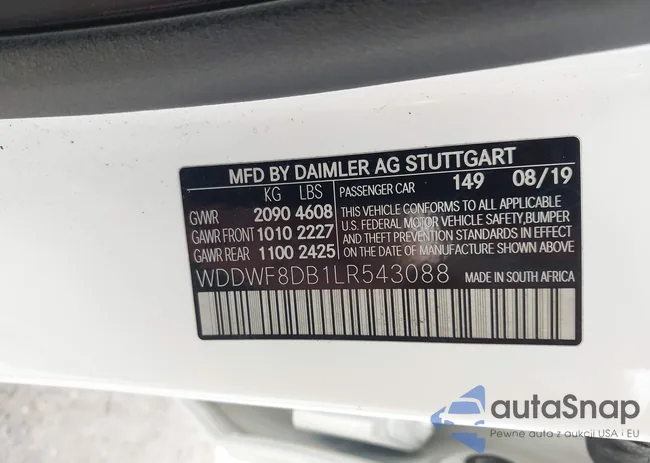 MFD BY DAIMLER AG STUTTGART
KG LBS
GVWR 2090 4608
GAWR FRONT 1010 2227
GAWR REAR 1100 2425
PASSENGER CAR 149 08/19
THIS VEHICLE CONFORMS TO ALL APPLICABLE
U.S. FEDERAL MOTOR VEHICLE SAFETY, BUMPER
AND THEFT PREVENTION STANDARDS IN EFFECT
ON THE DATE OF MANUFACTURE SHOWN ABOVE.
WDDWF8DB1LR543088 MADE IN SOUTH AFRICA
autaSnap
Pewne auta z aukcji USA i EU